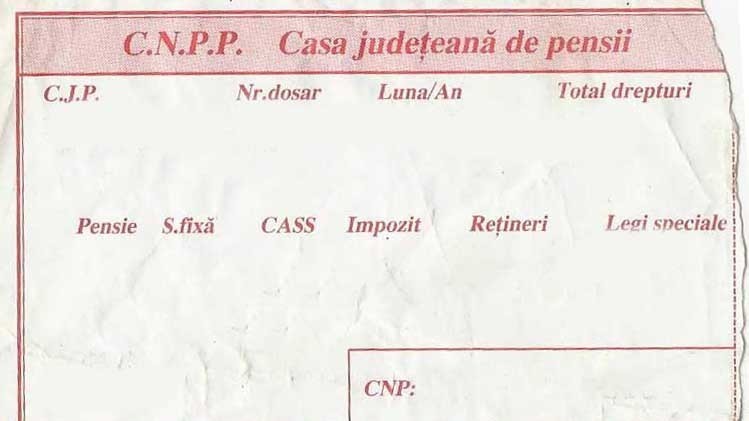 C.N.P.P. Casa județeană de pensii
C.J.P. Nr.dosar Luna/An Total drepturi
Pensie S.fixă CASS Impozit Rețineri Legi speciale
CNP: